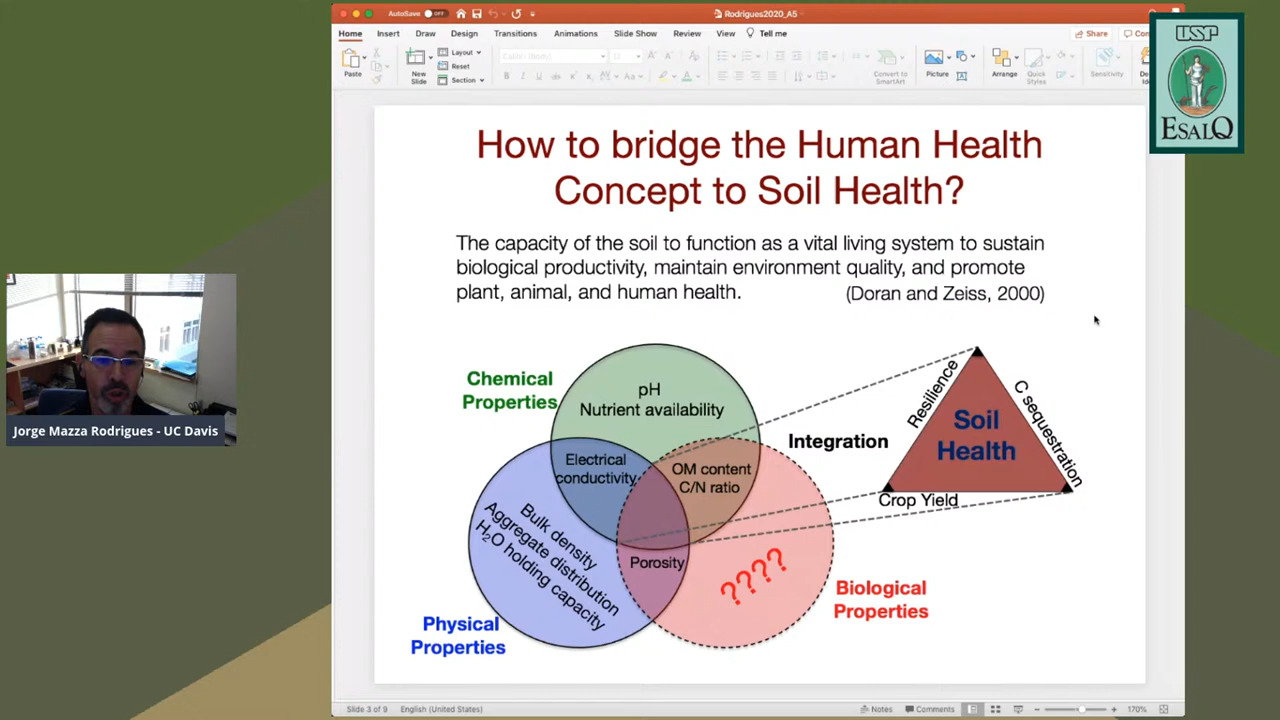 AutoSave
OFF
Rodrigues2020_A5
Home
Insert
Draw
Design
Transitions
Animations
Slide Show
Review
View
Tell me
Share
Paste
New
Slide
Layout
Reset
Section
Convert to
SmartArt
Picture
Arrange
Quick
Styles
Sensitivity
USP
ESALQ
How to bridge the Human Health
Concept to Soil Health?
The capacity of the soil to function as a vital living system to sustain
biological productivity, maintain environment quality, and promote
plant, animal, and human health.
(Doran and Zeiss, 2000)
Chemical
Properties
pH
Nutrient availability
Electrical
conductivity
OM content
C/N ratio
Integration
Resilience
C sequestration
Soil
Health
Crop Yield
Bulk density
Aggregate distribution
H₂O holding capacity
Porosity
????
Biological
Properties
Physical
Properties
Jorge Mazza Rodrigues - UC Davis
Slide 3 of 9
English (United States)
Notes
Comments
170%